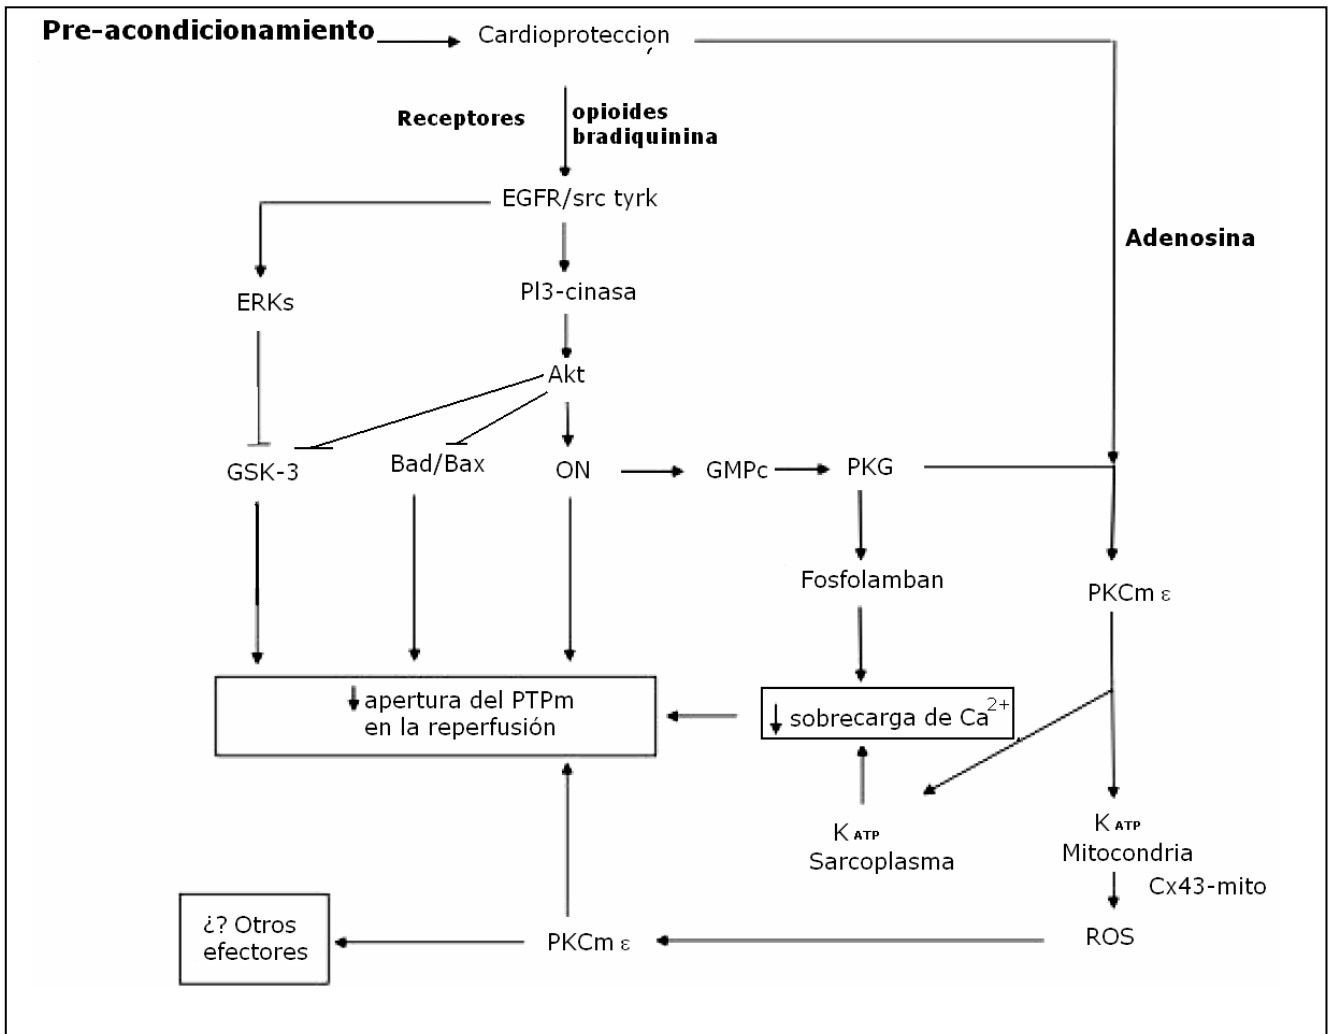 Pre-acondicionamiento
Cardioproteccion
Receptores
opioides
bradiquinina
EGFR/src tyrk
Adenosina
ERKs
PI3-cinasa
Akt
GSK-3
Bad/Bax
ON
GMPc
PKG
Fosfolamban
PKCm ε
apertura del PTPm
en la reperfusión
sobrecarga de Ca2+
K ATP
Sarcoplasma
K ATP
Mitocondria
Cx43-mito
¿? Otros
efectores
PKCm ε
ROS